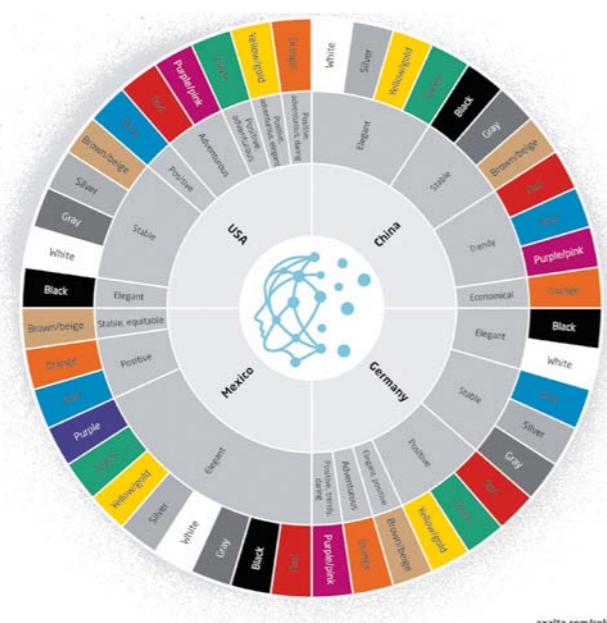 USA
Black
White
Gray
Silver
Brown/beige
Blue
Red
Purple/pink
Green
Yellow/gold
Orange
Elegant
Stable
Positive
Adventurous
Positive,
adventurous
Positive,
adventurous, elegant
Positive,
adventurous, daring
China
White
Silver
Yellow/gold
Green
Black
Gray
Brown/beige
Red
Blue
Purple/pink
Orange
Elegant
Stable
Trendy
Economical
Germany
Black
White
Blue
Silver
Gray
Red
Green
Yellow/gold
Brown/beige
Orange
Purple/pink
Elegant
Stable
Positive
Elegant, positive
Adventurous
Positive, trendy,
daring
Mexico
Red
Black
Gray
White
Silver
Yellow/gold
Green
Purple
Blue
Orange
Brown/beige
Elegant
Positive
Stable, equitable